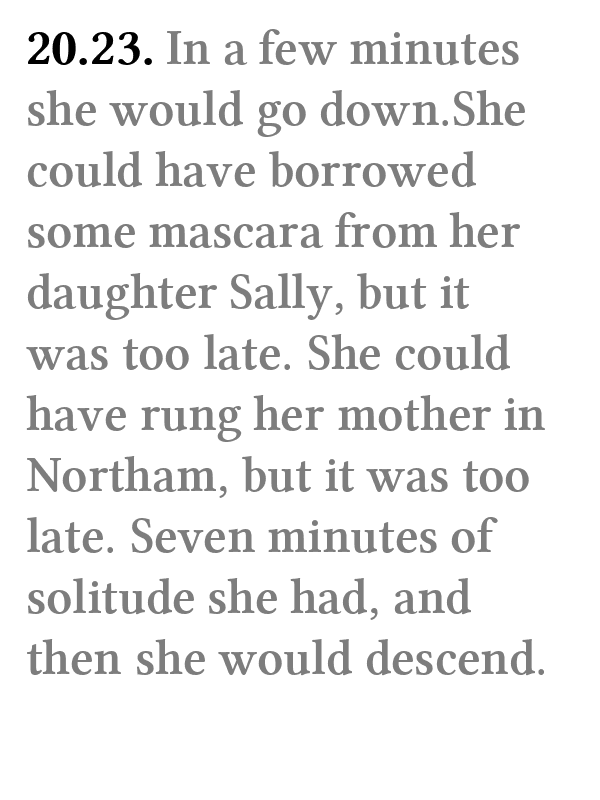 20.23. In a few minutes
she would go down.She
could have borrowed
some mascara from her
daughter Sally, but it
was too late. She could
have rung her mother in
Northam, but it was too
late. Seven minutes of
solitude she had, and
then she would descend.